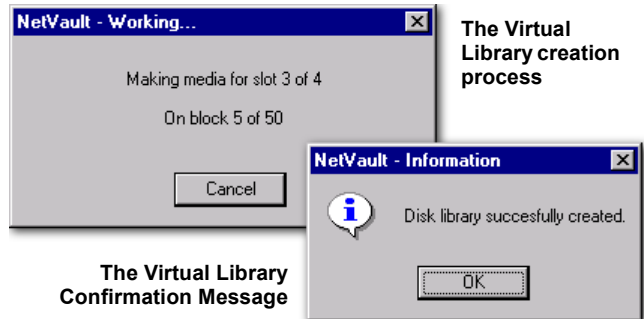 NetVault - Working...
Making media for slot 3 of 4
On block 5 of 50
Cancel
The Virtual
Library creation
process
NetVault - Information
Disk library succesfully created.
OK
The Virtual Library
Confirmation Message